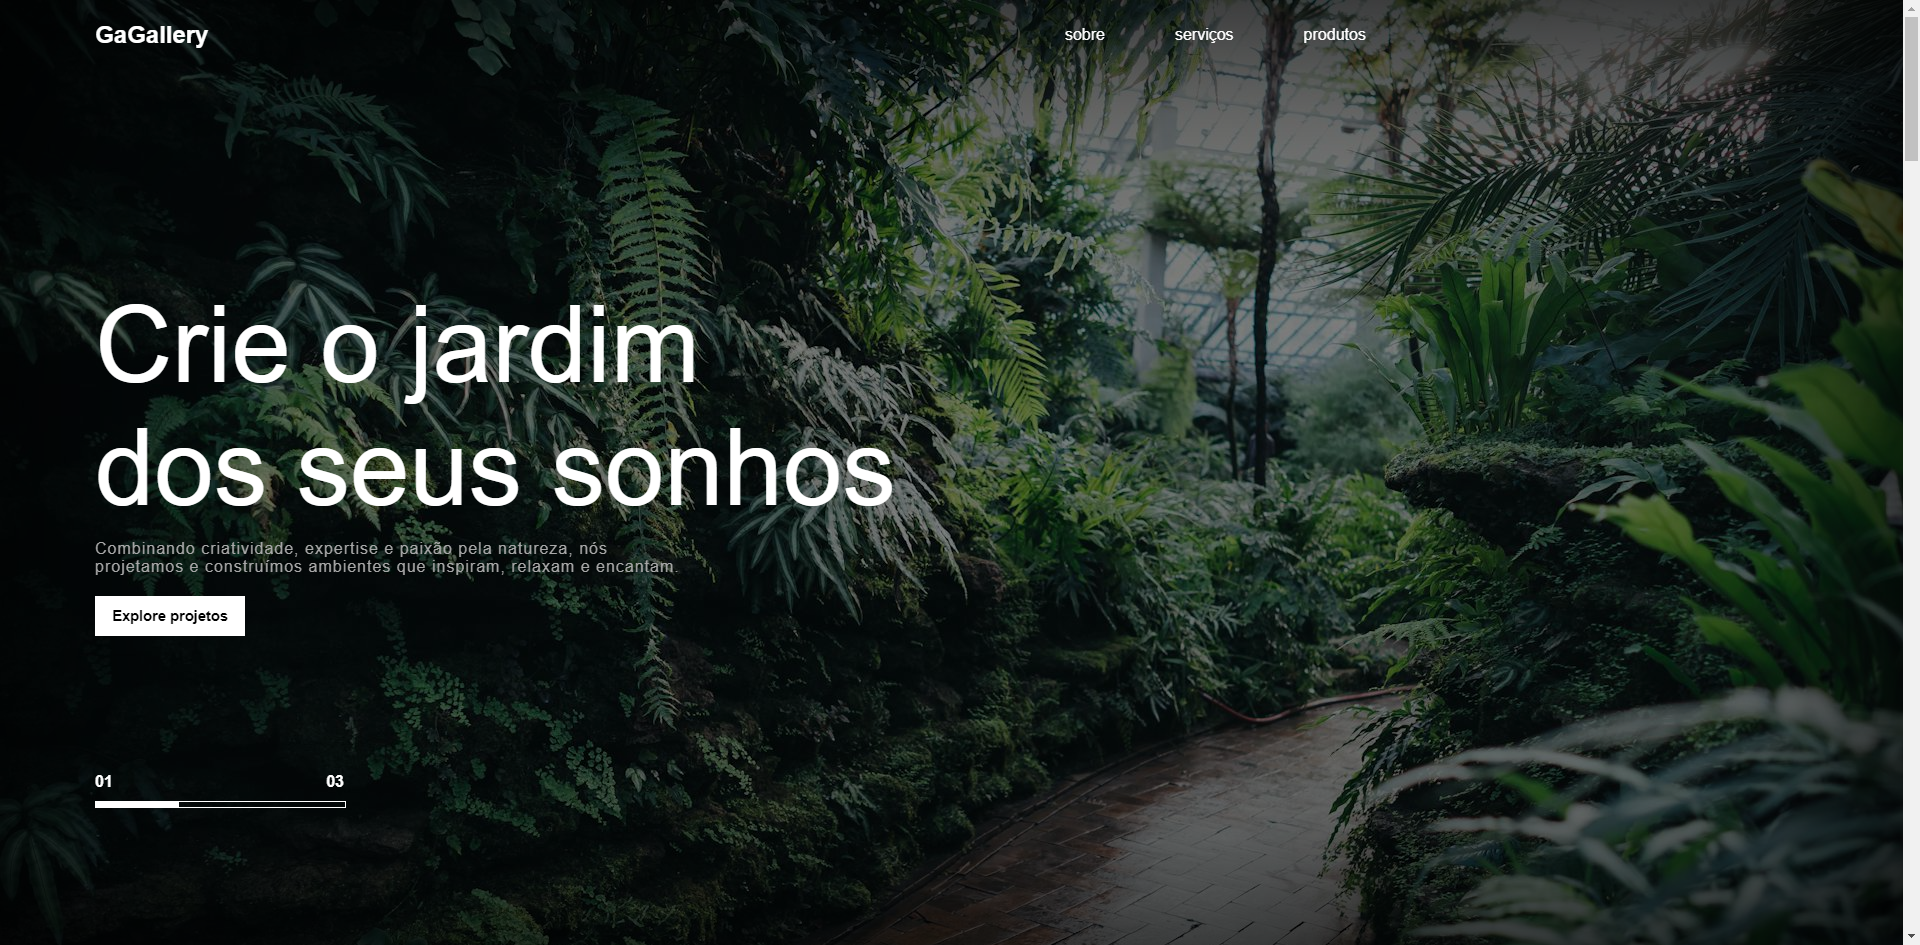 GaGallery
sobre
serviços
produtos
Crie o jardim
dos seus sonhos
Combinando criatividade, expertise e paixão pela natureza, nós
projetamos e construímos ambientes que inspiram, relaxam e encantam.
Explore projetos
01
03